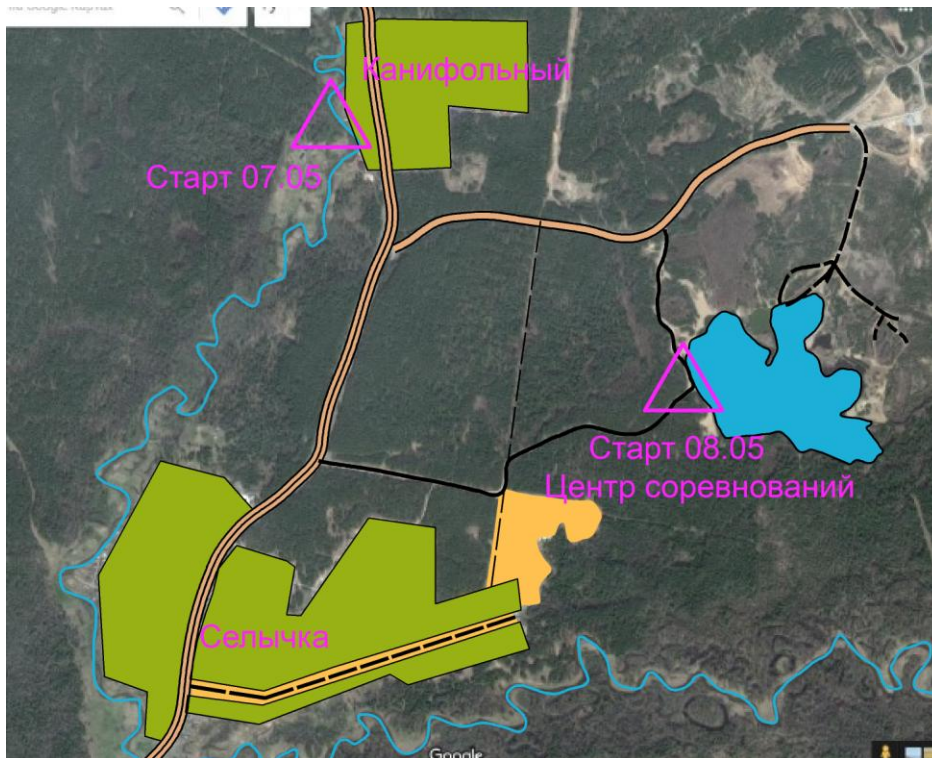 Канифольный
Старт 07.05
Старт 08.05
Центр соревнований
Селычка
Google